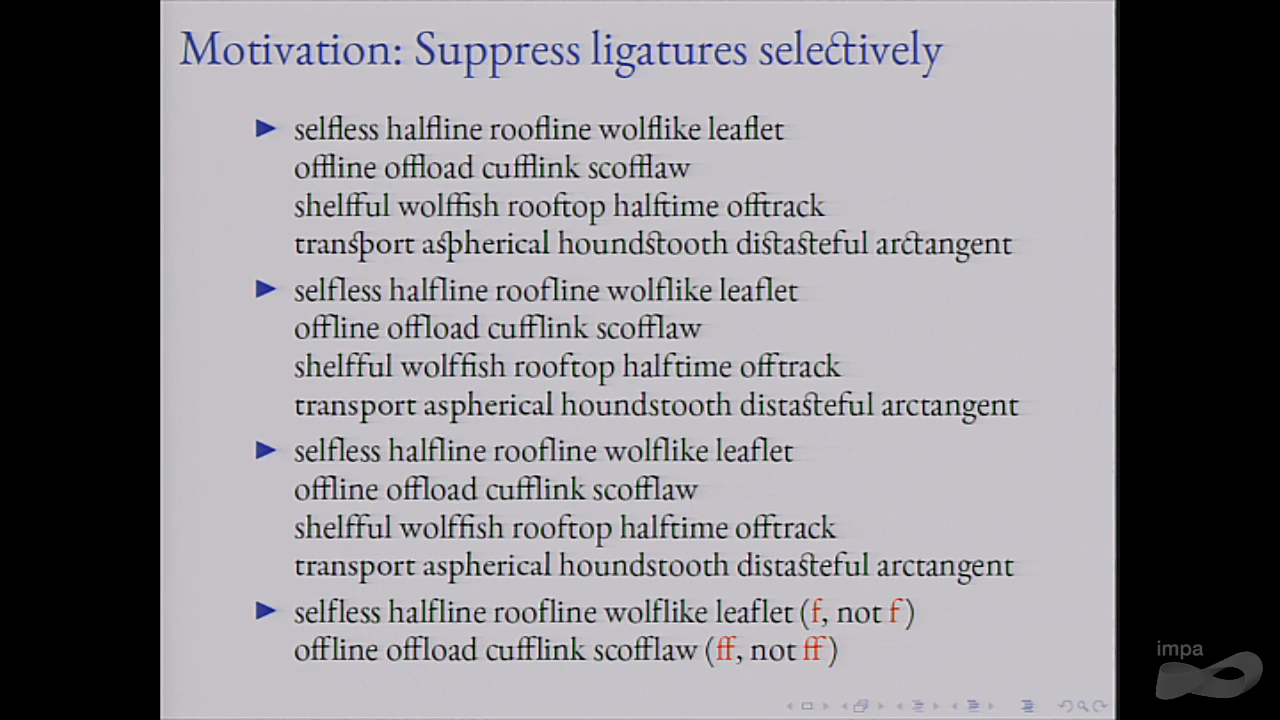 Motivation: Suppress ligatures selectively
selfless halfline roofline wolflike leaflet
offline offload cufflink scofflaw
shelfful wolffish rooftop halftime offtrack
transport aspherical houndstooth distasteful arctangent
selfless halfline roofline wolflike leaflet
offline offload cufflink scofflaw
shelfful wolffish rooftop halftime offtrack
transport aspherical houndstooth distasteful arctangent
selfless halfline roofline wolflike leaflet
offline offload cufflink scofflaw
shelfful wolffish rooftop halftime offtrack
transport aspherical houndstooth distasteful arctangent
selfless halfline roofline wolflike leaflet (f, not f)
offline offload cufflink scofflaw (ff, not ff)
impa